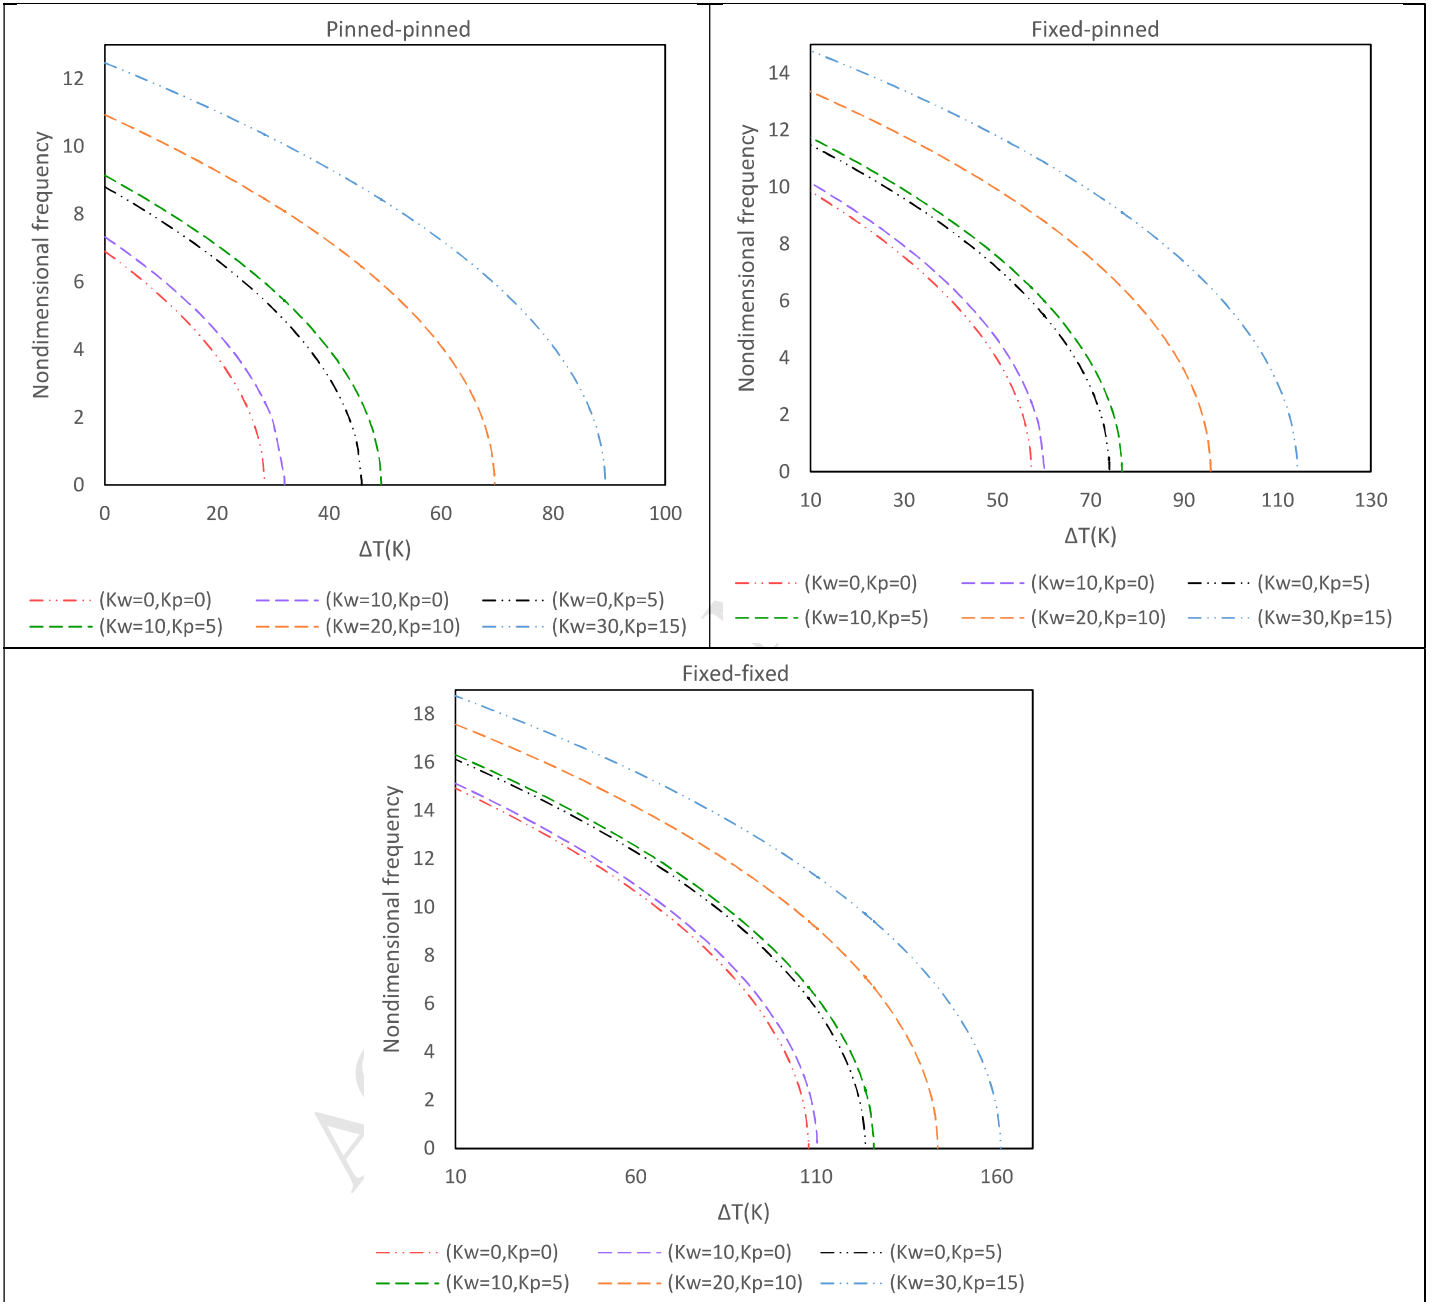 Pinned-pinned
Nondimensional frequency
12
10
8
6
4
2
0
0 20 40 60 80 100
ΔT(K)
(Kw=0,Kp=0) (Kw=10,Kp=0) (Kw=0,Kp=5)
(Kw=10,Kp=5) (Kw=20,Kp=10) (Kw=30,Kp=15)
Fixed-pinned
Nondimensional frequency
14
12
10
8
6
4
2
0
10 30 50 70 90 110 130
ΔT(K)
(Kw=0,Kp=0) (Kw=10,Kp=0) (Kw=0,Kp=5)
(Kw=10,Kp=5) (Kw=20,Kp=10) (Kw=30,Kp=15)
Fixed-fixed
Nondimensional frequency
18
16
14
12
10
8
6
4
2
0
10 60 110 160
ΔT(K)
(Kw=0,Kp=0) (Kw=10,Kp=0) (Kw=0,Kp=5)
(Kw=10,Kp=5) (Kw=20,Kp=10) (Kw=30,Kp=15)